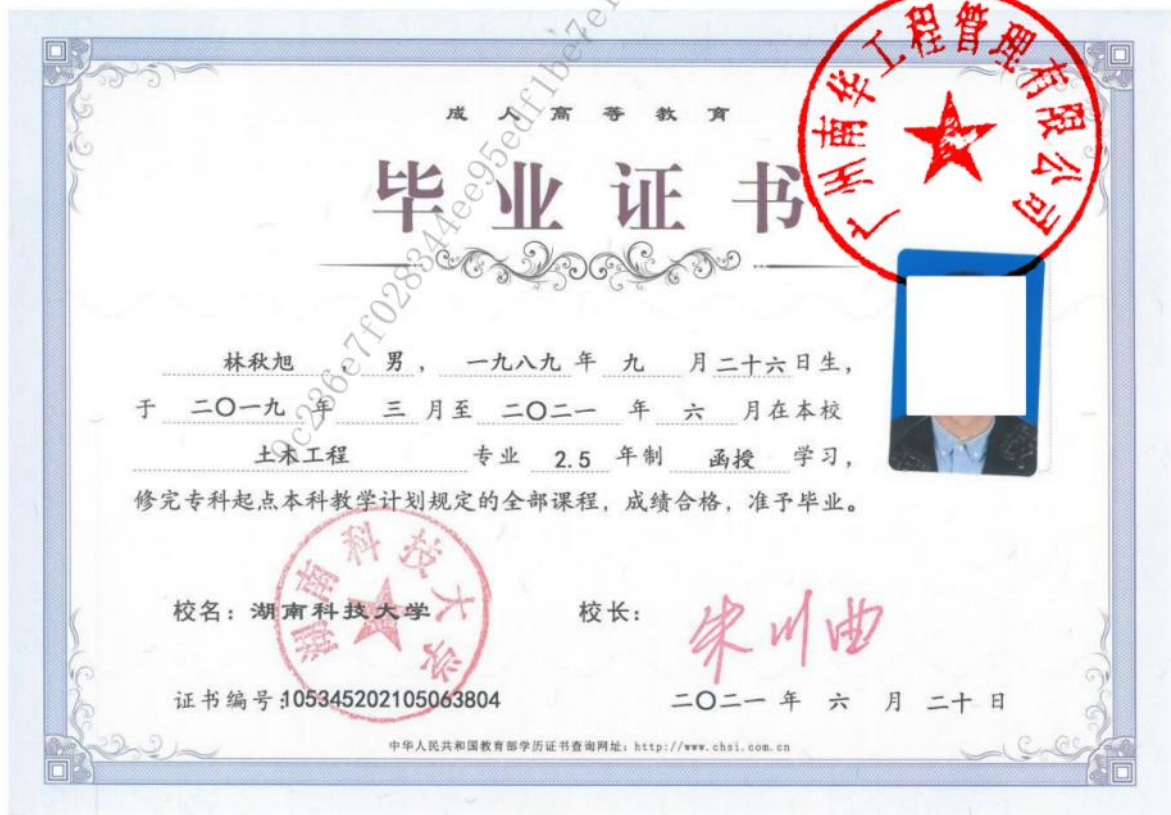 成人高等教育
毕业证书
广州南华工程管理有限公司
林秋旭，男，一九八九年九月二十六日生，
于二〇一九年三月至二〇二一年六月在本校
土木工程专业2.5年制函授学习，
修完专科起点本科教学计划规定的全部课程，成绩合格，准予毕业。
湖南科技大学
校名：湖南科技大学 校长：朱川曲
证书编号:105345202105063804 二〇二一年六月二十日
中华人民共和国教育部学历证书查询网址：http://www.chsi.com.cn